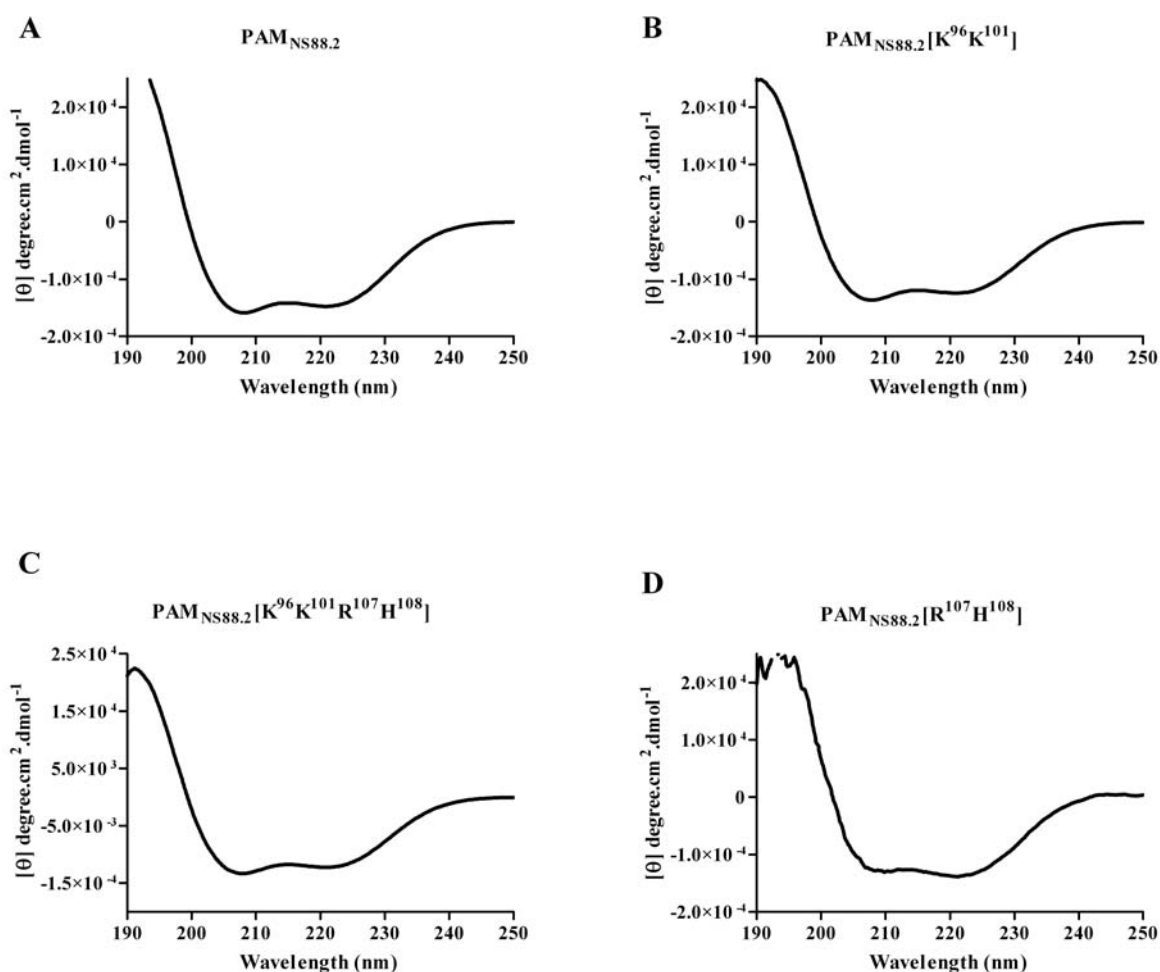 A
PAM_NS88.2
[θ] degree.cm².dmol⁻¹
2.0×10⁻⁴
1.0×10⁻⁴
0
-1.0×10⁻⁴
-2.0×10⁻⁴
190 200 210 220 230 240 250
Wavelength (nm)
B
PAM_NS88.2[K⁹⁶K¹⁰¹]
[θ] degree.cm².dmol⁻¹
2.0×10⁻⁴
1.0×10⁻⁴
0
-1.0×10⁻⁴
-2.0×10⁻⁴
190 200 210 220 230 240 250
Wavelength (nm)
C
PAM_NS88.2[K⁹⁶K¹⁰¹R¹⁰⁷H¹⁰⁸]
[θ] degree.cm².dmol⁻¹
2.5×10⁻⁴
1.5×10⁻⁴
5.0×10⁻³
-5.0×10⁻³
-1.5×10⁻⁴
190 200 210 220 230 240 250
Wavelength (nm)
D
PAM_NS88.2[R¹⁰⁷H¹⁰⁸]
[θ] degree.cm².dmol⁻¹
2.0×10⁻⁴
1.0×10⁻⁴
0
-1.0×10⁻⁴
-2.0×10⁻⁴
190 200 210 220 230 240 250
Wavelength (nm)